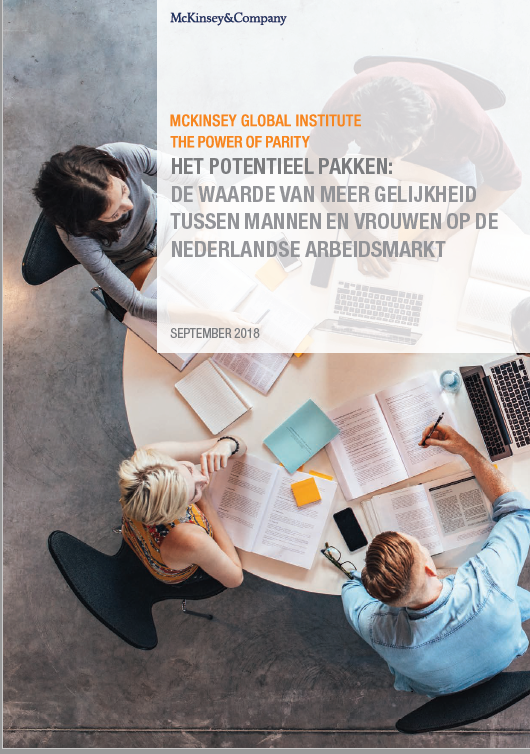 McKinsey&Company
MCKINSEY GLOBAL INSTITUTE
THE POWER OF PARITY
HET POTENTIEEL PAKKEN:
DE WAARDE VAN MEER GELIJKHEID
TUSSEN MANNEN EN VROUWEN OP DE
NEDERLANDSE ARBEIDSMARKT
SEPTEMBER 2018